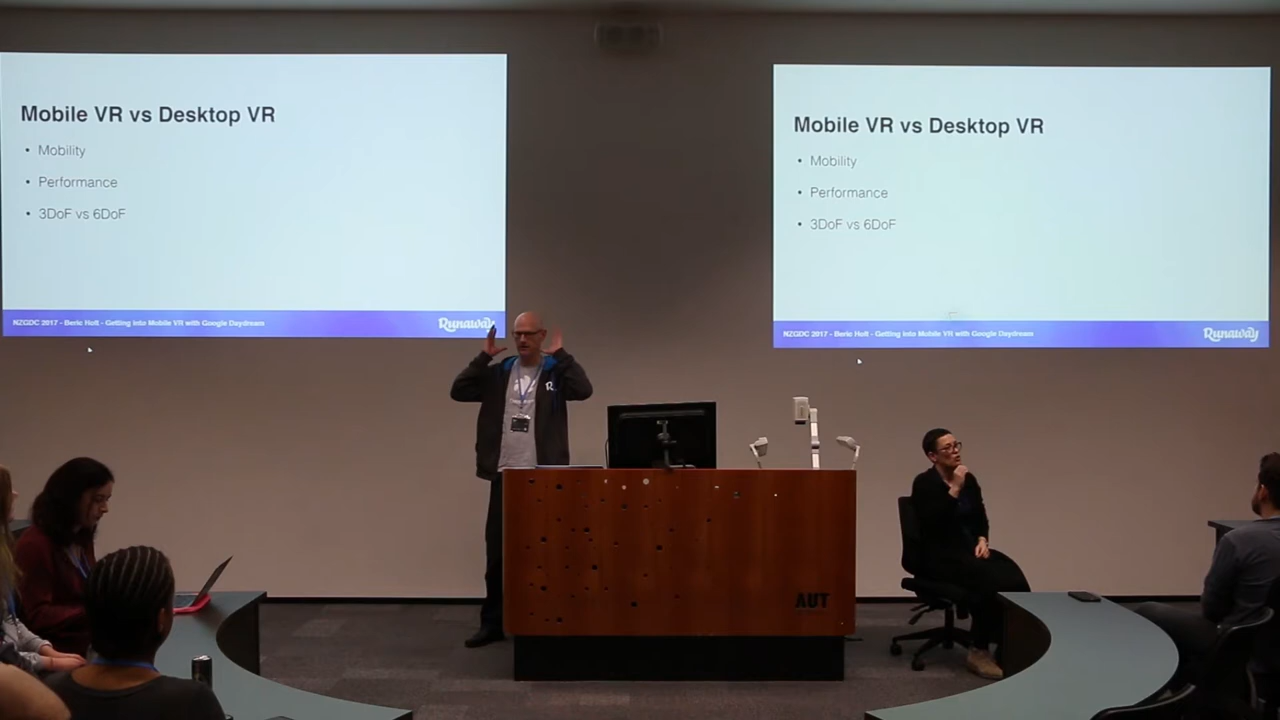 Mobile VR vs Desktop VR
• Mobility
• Performance
• 3DoF vs 6DoF
NZGDC 2017 - Beric Holt - Getting into Mobile VR with Google Daydream
Runaway
Mobile VR vs Desktop VR
• Mobility
• Performance
• 3DoF vs 6DoF
NZGDC 2017 - Beric Holt - Getting into Mobile VR with Google Daydream
Runaway
R
AUT